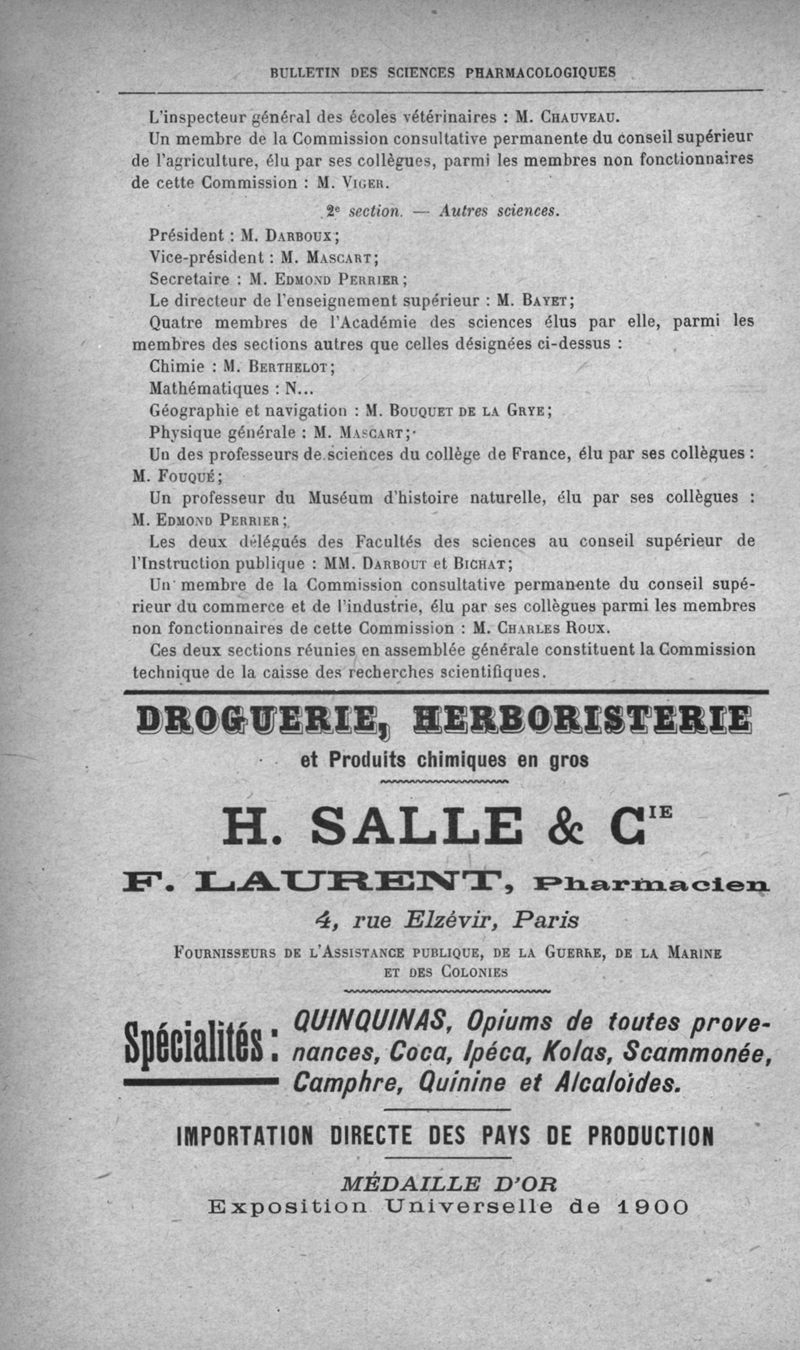 BULLETIN DES SCIENCES PHARMACOLOGIQUES
L'inspecteur général des écoles vétérinaires : M. CHAUVEAU.
Un membre de la Commission consultative permanente du conseil supérieur
de l'agriculture, élu par ses collègues, parmi les membres non fonctionnaires
de cette Commission : M. VIGER.
2e section. — Autres sciences.
Président : M. DARBOUX;
Vice-président : M. MASCART;
Secretaire : M. EDMOND PERRIER;
Le directeur de l'enseignement supérieur : M. BAYET;
Quatre membres de l'Académie des sciences élus par elle, parmi les
membres des sections autres que celles désignées ci-dessus :
Chimie : M. BERTHELOT;
Mathématiques : N...
Géographie et navigation : M. BOUQUET DE LA GRYE;
Physique générale : M. MASCART;
Un des professeurs de sciences du collège de France, élu par ses collègues :
M. FOUQUÉ;
Un professeur du Muséum d'histoire naturelle, élu par ses collègues :
M. EDMOND PERRIER;
Les deux délégués des Facultés des sciences au conseil supérieur de
l'Instruction publique : MM. DARBOUT et BICHAT;
Un membre de la Commission consultative permanente du conseil supé-
rieur du commerce et de l'industrie, élu par ses collègues parmi les membres
non fonctionnaires de cette Commission : M. CHARLES ROUX.
Ces deux sections réunies en assemblée générale constituent la Commission
technique de la caisse des recherches scientifiques.
DROGUERIE, HERBORISTERIE
et Produits chimiques en gros
H. SALLE & CIE
F. LAURENT, Pharmacien
4, rue Elzévir, Paris
FOURNISSEURS DE L'ASSISTANCE PUBLIQUE, DE LA GUERRE, DE LA MARINE
ET DES COLONIES
Spécialités : QUINQUINAS, Opiums de toutes prove-
nances, Coca, Ipéca, Kolas, Scammonée,
Camphre, Quinine et Alcaloïdes.
IMPORTATION DIRECTE DES PAYS DE PRODUCTION
MÉDAILLE D'OR
Exposition Universelle de 1900